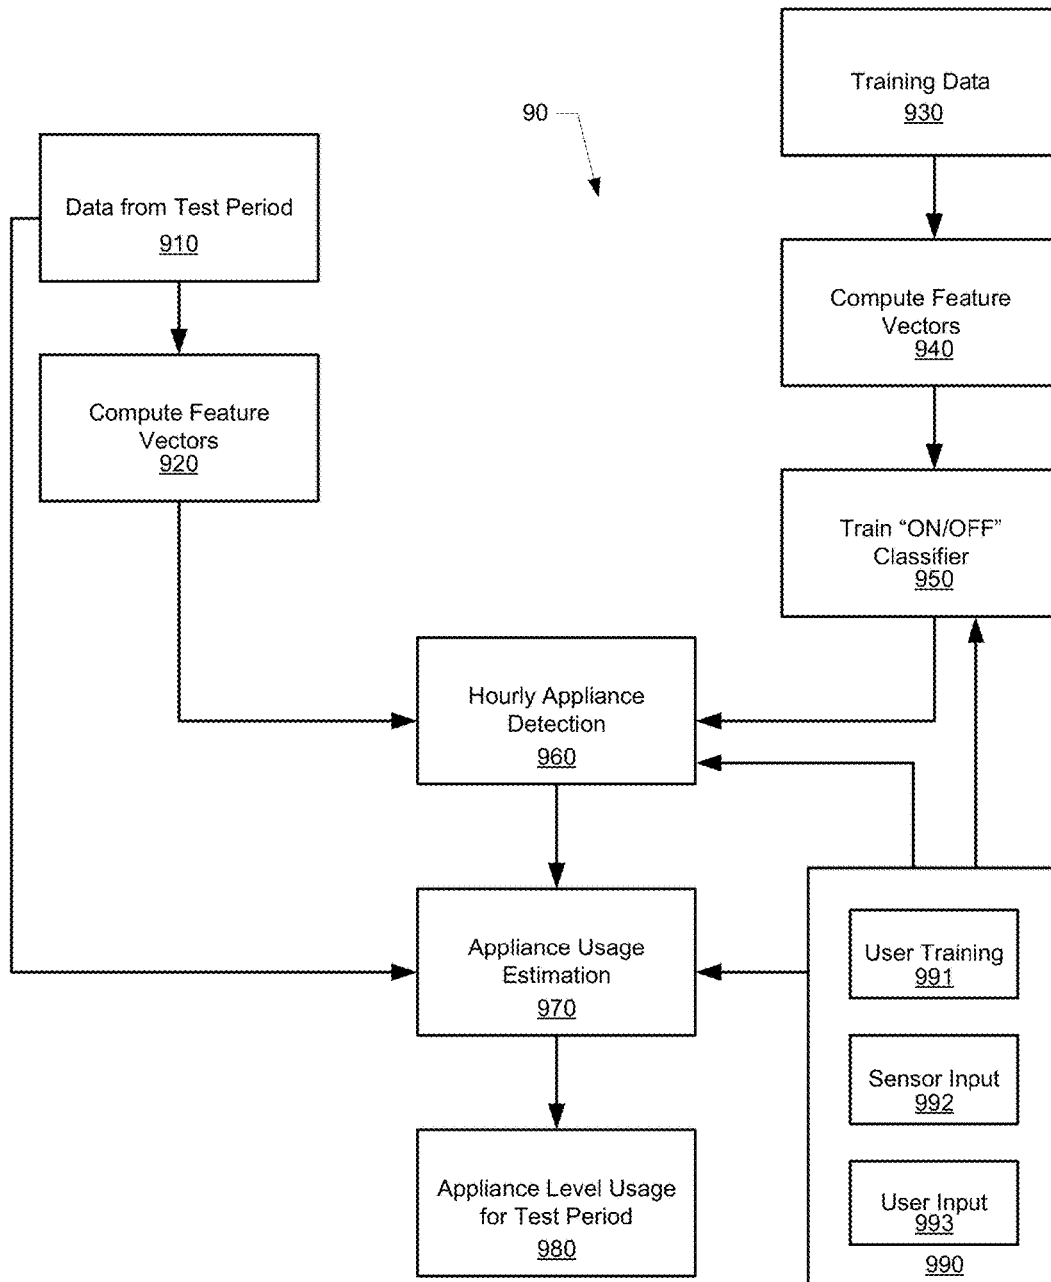 Training Data
930
90
Data from Test Period
910
Compute Feature
Vectors
940
Compute Feature
Vectors
920
Train “ON/OFF”
Classifier
950
Hourly Appliance
Detection
960
Appliance Usage
Estimation
970
User Training
991
Sensor Input
992
Appliance Level Usage
for Test Period
980
User Input
993
990